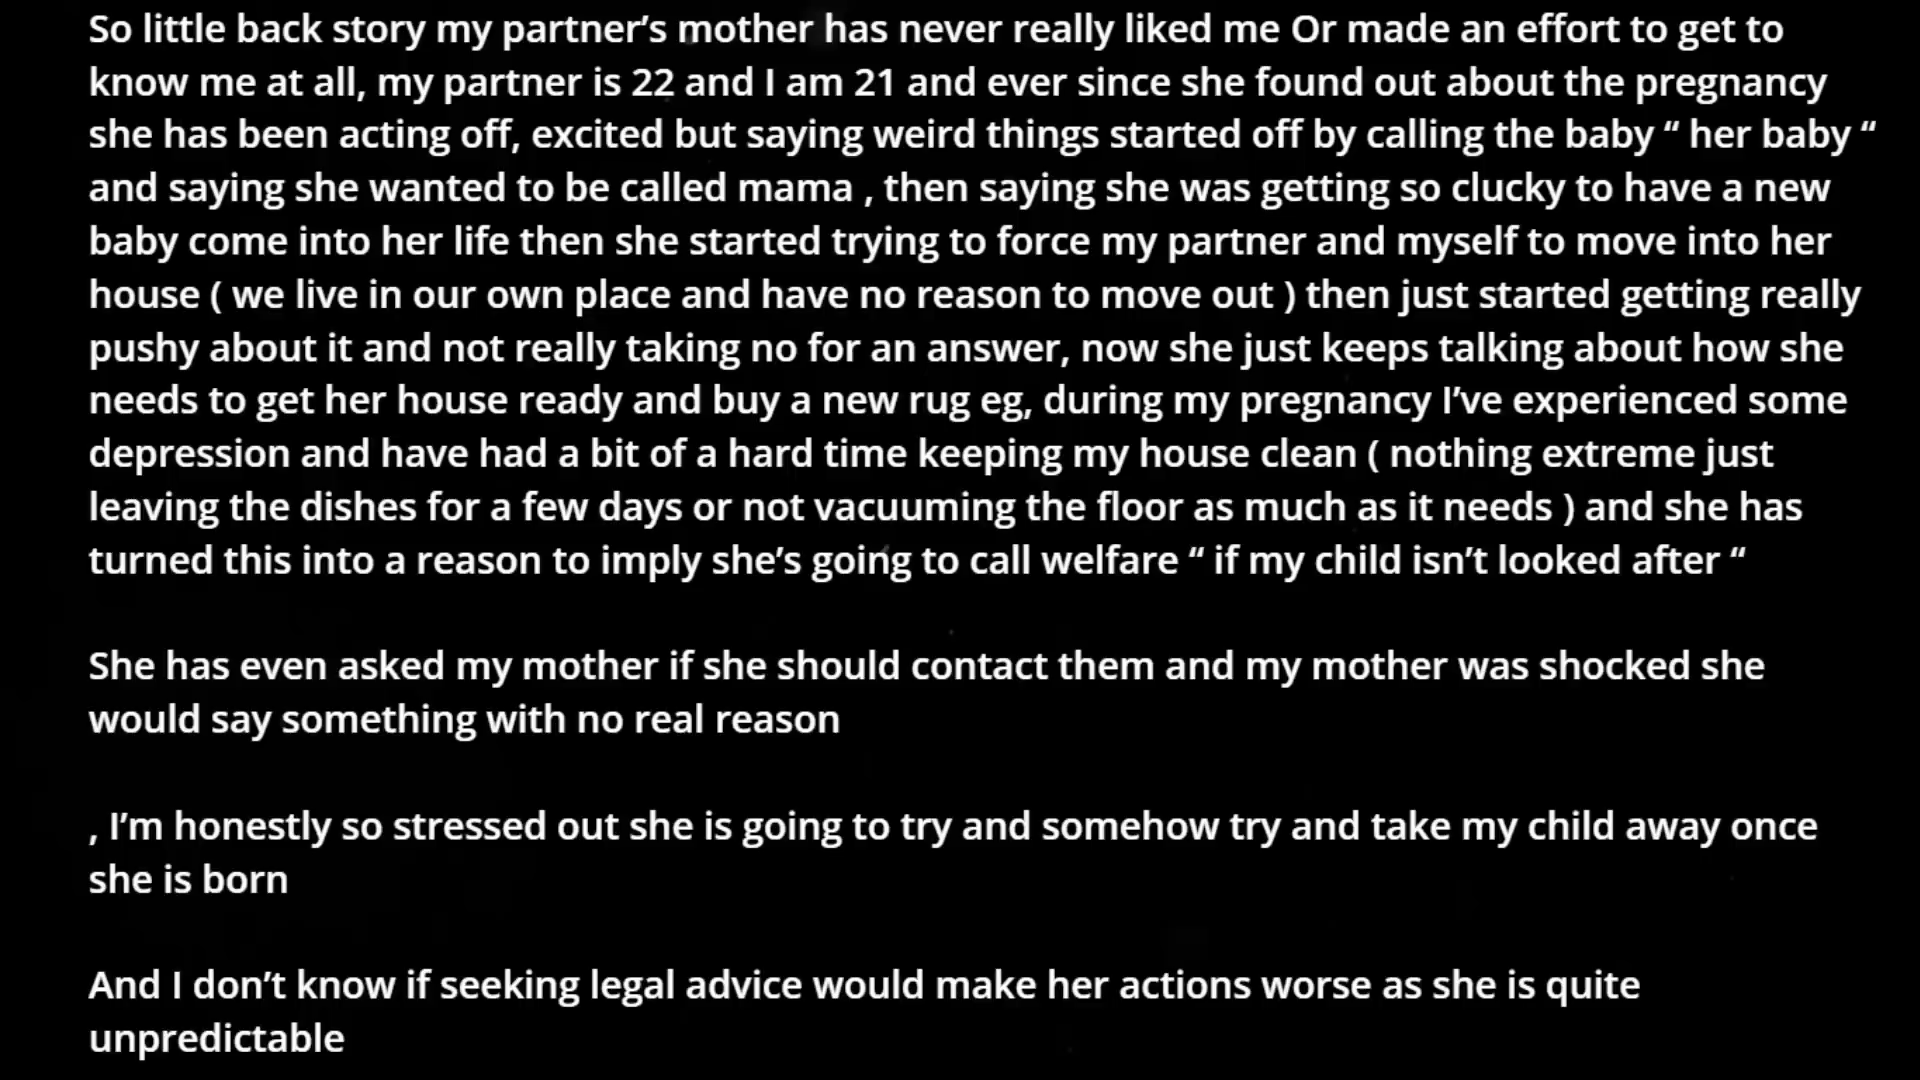 So little back story my partner’s mother has never really liked me Or made an effort to get to
know me at all, my partner is 22 and I am 21 and ever since she found out about the pregnancy
she has been acting off, excited but saying weird things started off by calling the baby “ her baby “
and saying she wanted to be called mama , then saying she was getting so clucky to have a new
baby come into her life then she started trying to force my partner and myself to move into her
house ( we live in our own place and have no reason to move out ) then just started getting really
pushy about it and not really taking no for an answer, now she just keeps talking about how she
needs to get her house ready and buy a new rug eg, during my pregnancy I’ve experienced some
depression and have had a bit of a hard time keeping my house clean ( nothing extreme just
leaving the dishes for a few days or not vacuuming the floor as much as it needs ) and she has
turned this into a reason to imply she’s going to call welfare “ if my child isn’t looked after “
She has even asked my mother if she should contact them and my mother was shocked she
would say something with no real reason
, I’m honestly so stressed out she is going to try and somehow try and take my child away once
she is born
And I don’t know if seeking legal advice would make her actions worse as she is quite
unpredictable